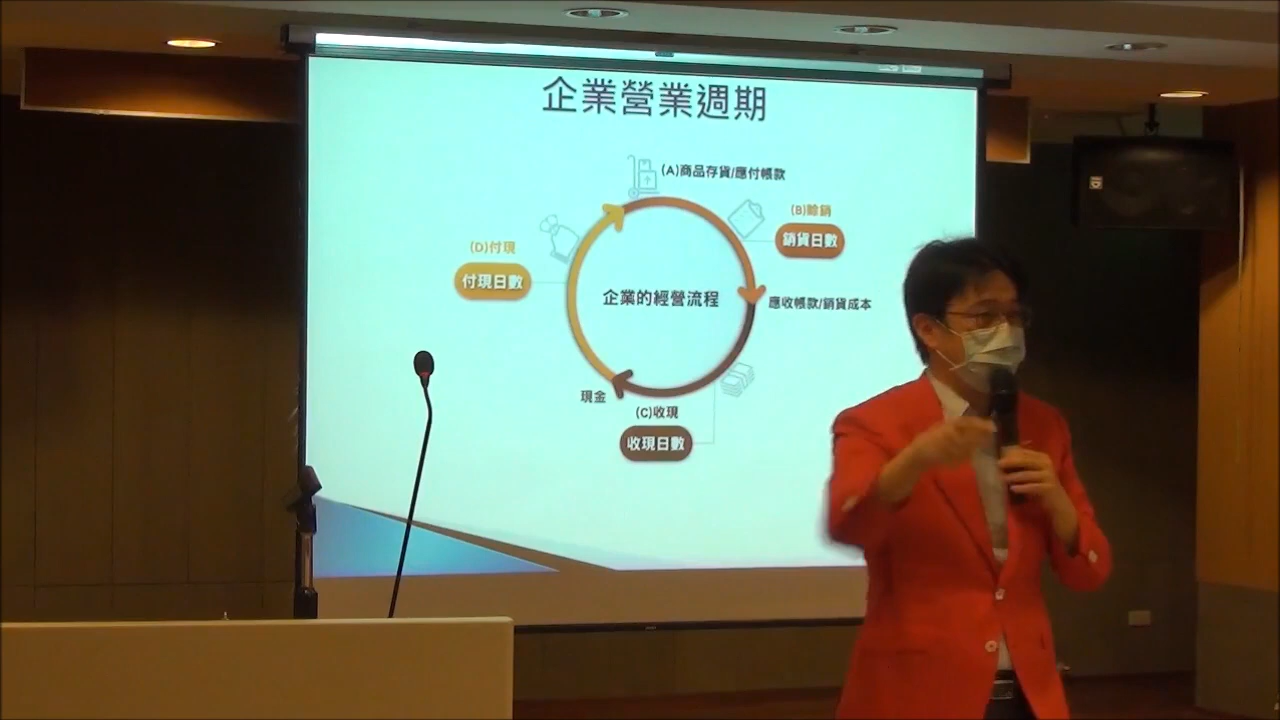 企業營業週期
(A)商品存貨/應付帳款
(B)賒銷
銷貨日數
(D)付現
付現日數
企業的經營流程
應收帳款/銷貨成本
現金
(C)收現
收現日數